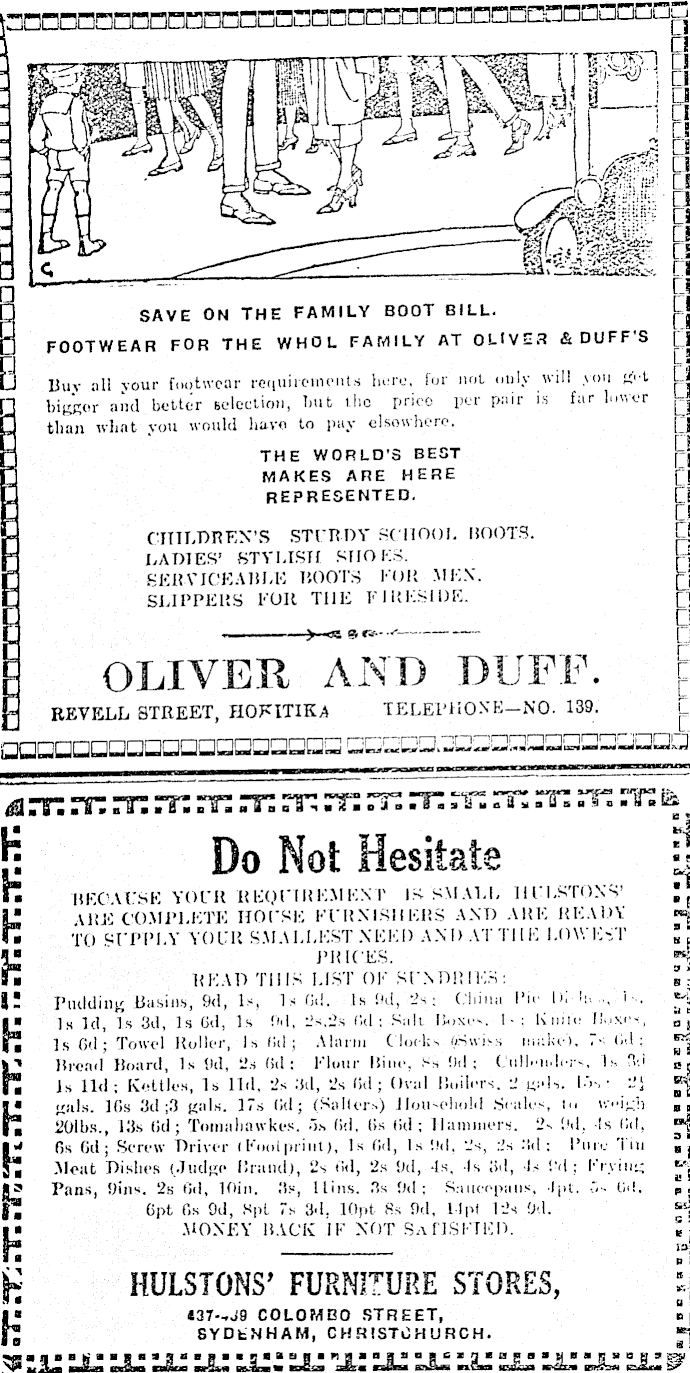 SAVE ON THE FAMILY BOOT BILL.
FOOTWEAR FOR THE WHOL FAMILY AT OLIVER & DUFF'S
Buy all your footwear requirements here, for not only will you get
bigger and better selection, but the price per pair is far lower
than what you would have to pay elsewhere.
THE WORLD'S BEST
MAKES ARE HERE
REPRESENTED.
CHILDREN'S STURDY SCHOOL BOOTS.
LADIES' STYLISH SHOES.
SERVICEABLE BOOTS FOR MEN.
SLIPPERS FOR THE FIRESIDE.
OLIVER AND DUFF.
REVELL STREET, HOKITIKA TELEPHONE—NO. 139.
Do Not Hesitate
BECAUSE YOUR REQUIREMENT IS SMALL HULSTONS'
ARE COMPLETE HOUSE FURNISHERS AND ARE READY
TO SUPPLY YOUR SMALLEST NEED AND AT THE LOWEST
PRICES.
READ THIS LIST OF SUNDRIES:
Pudding Basins, 9d, 1s, 1s 6d, 1s 9d, 2s; China Pie Dishes, 1s,
1s 1d, 1s 3d, 1s 6d, 1s 9d, 2s,2s 6d; Salt Boxes, Knife Boxes,
1s 6d; Towel Roller, 1s 6d; Alarm Clocks (Swiss make), 7s 6d;
Bread Board, 1s 9d, 2s 6d; Flour Bins, 8s 9d; Cullenders, 1s 3d
1s 11d; Kettles, 1s 11d, 2s 3d, 2s 6d; Oval Boilers, 2 gals. 15s; 2½
gals. 16s 3d;3 gals. 17s 6d; (Salters) Household Scales, to weigh
20lbs., 13s 6d; Tomahawkes, 5s 6d, 6s 6d; Hammers, 2s 9d, 4s 6d,
6s 6d; Screw Driver (Footprint), 1s 6d, 1s 9d, 2s, 2s 3d; Pure Tin
Meat Dishes (Judge Brand), 2s 6d, 2s 9d, 4s, 4s 3d, 4s 9d; Frying
Pans, 9ins. 2s 6d, 10in. 3s, 11ins. 3s 9d; Saucepans, 4pt. 5s 6d,
6pt 6s 9d, 8pt 7s 3d, 10pt 8s 9d, 14pt 12s 9d.
MONEY BACK IF NOT SATISFIED.
HULSTONS' FURNITURE STORES,
COLOMBO STREET,
SYDENHAM, CHRISTCHURCH.